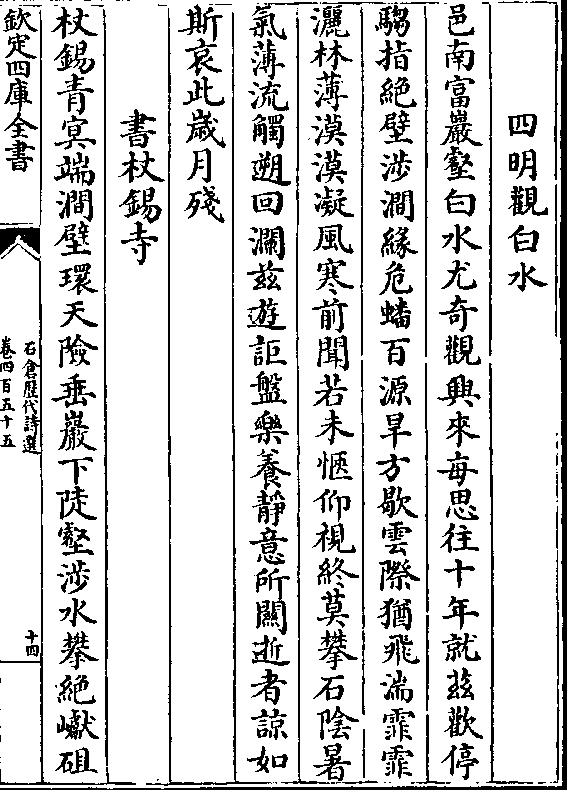 四明觀白水
邑南富巖壑白水尤奇觀興來每思往十年就茲歡停
騶指絶壁涉澗緣危蟠百源旱方歇雲際猶飛湍霏霏
灑林薄漠漠凝風寒前聞若未愜仰視終莫攀石陰暑
氣薄流觸遡回瀾茲遊詎盤樂養靜意所關逝者諒如
斯哀此歲月殘
書杖錫寺
杖錫青㝠端澗壁環天險垂巖下陡壑涉水攀絶巘砠
欽定四庫全書
石倉歷代詩選
卷四百五十五
十四